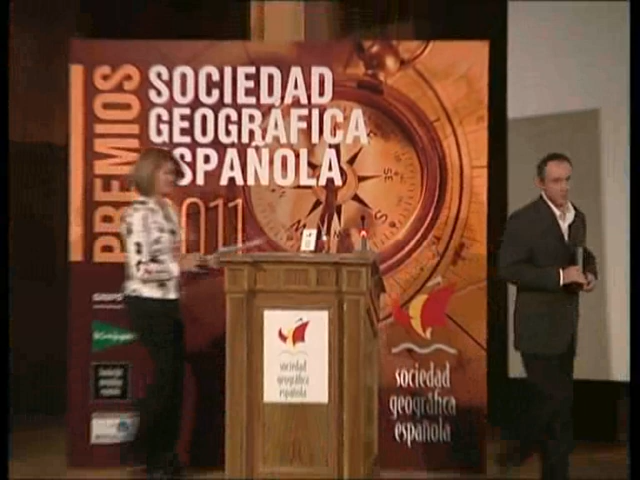 PREMIOS
SOCIEDAD
GEOGRÁFICA
ESPAÑOLA
2011
sociedad
geográfica
española
sociedad
geográfica
española